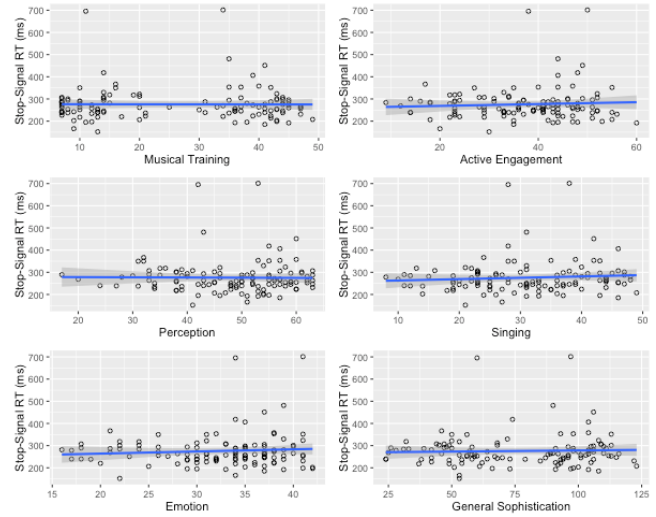 700
600
500
400
300
200
Stop-Signal RT (ms)
10 20 30 40 50
Musical Training
700
600
500
400
300
200
Stop-Signal RT (ms)
20 40 60
Active Engagement
700
600
500
400
300
200
Stop-Signal RT (ms)
20 30 40 50 60
Perception
700
600
500
400
300
200
Stop-Signal RT (ms)
10 20 30 40 50
Singing
700
600
500
400
300
200
Stop-Signal RT (ms)
15 20 25 30 35 40
Emotion
700
600
500
400
300
200
Stop-Signal RT (ms)
25 50 75 100 125
General Sophistication